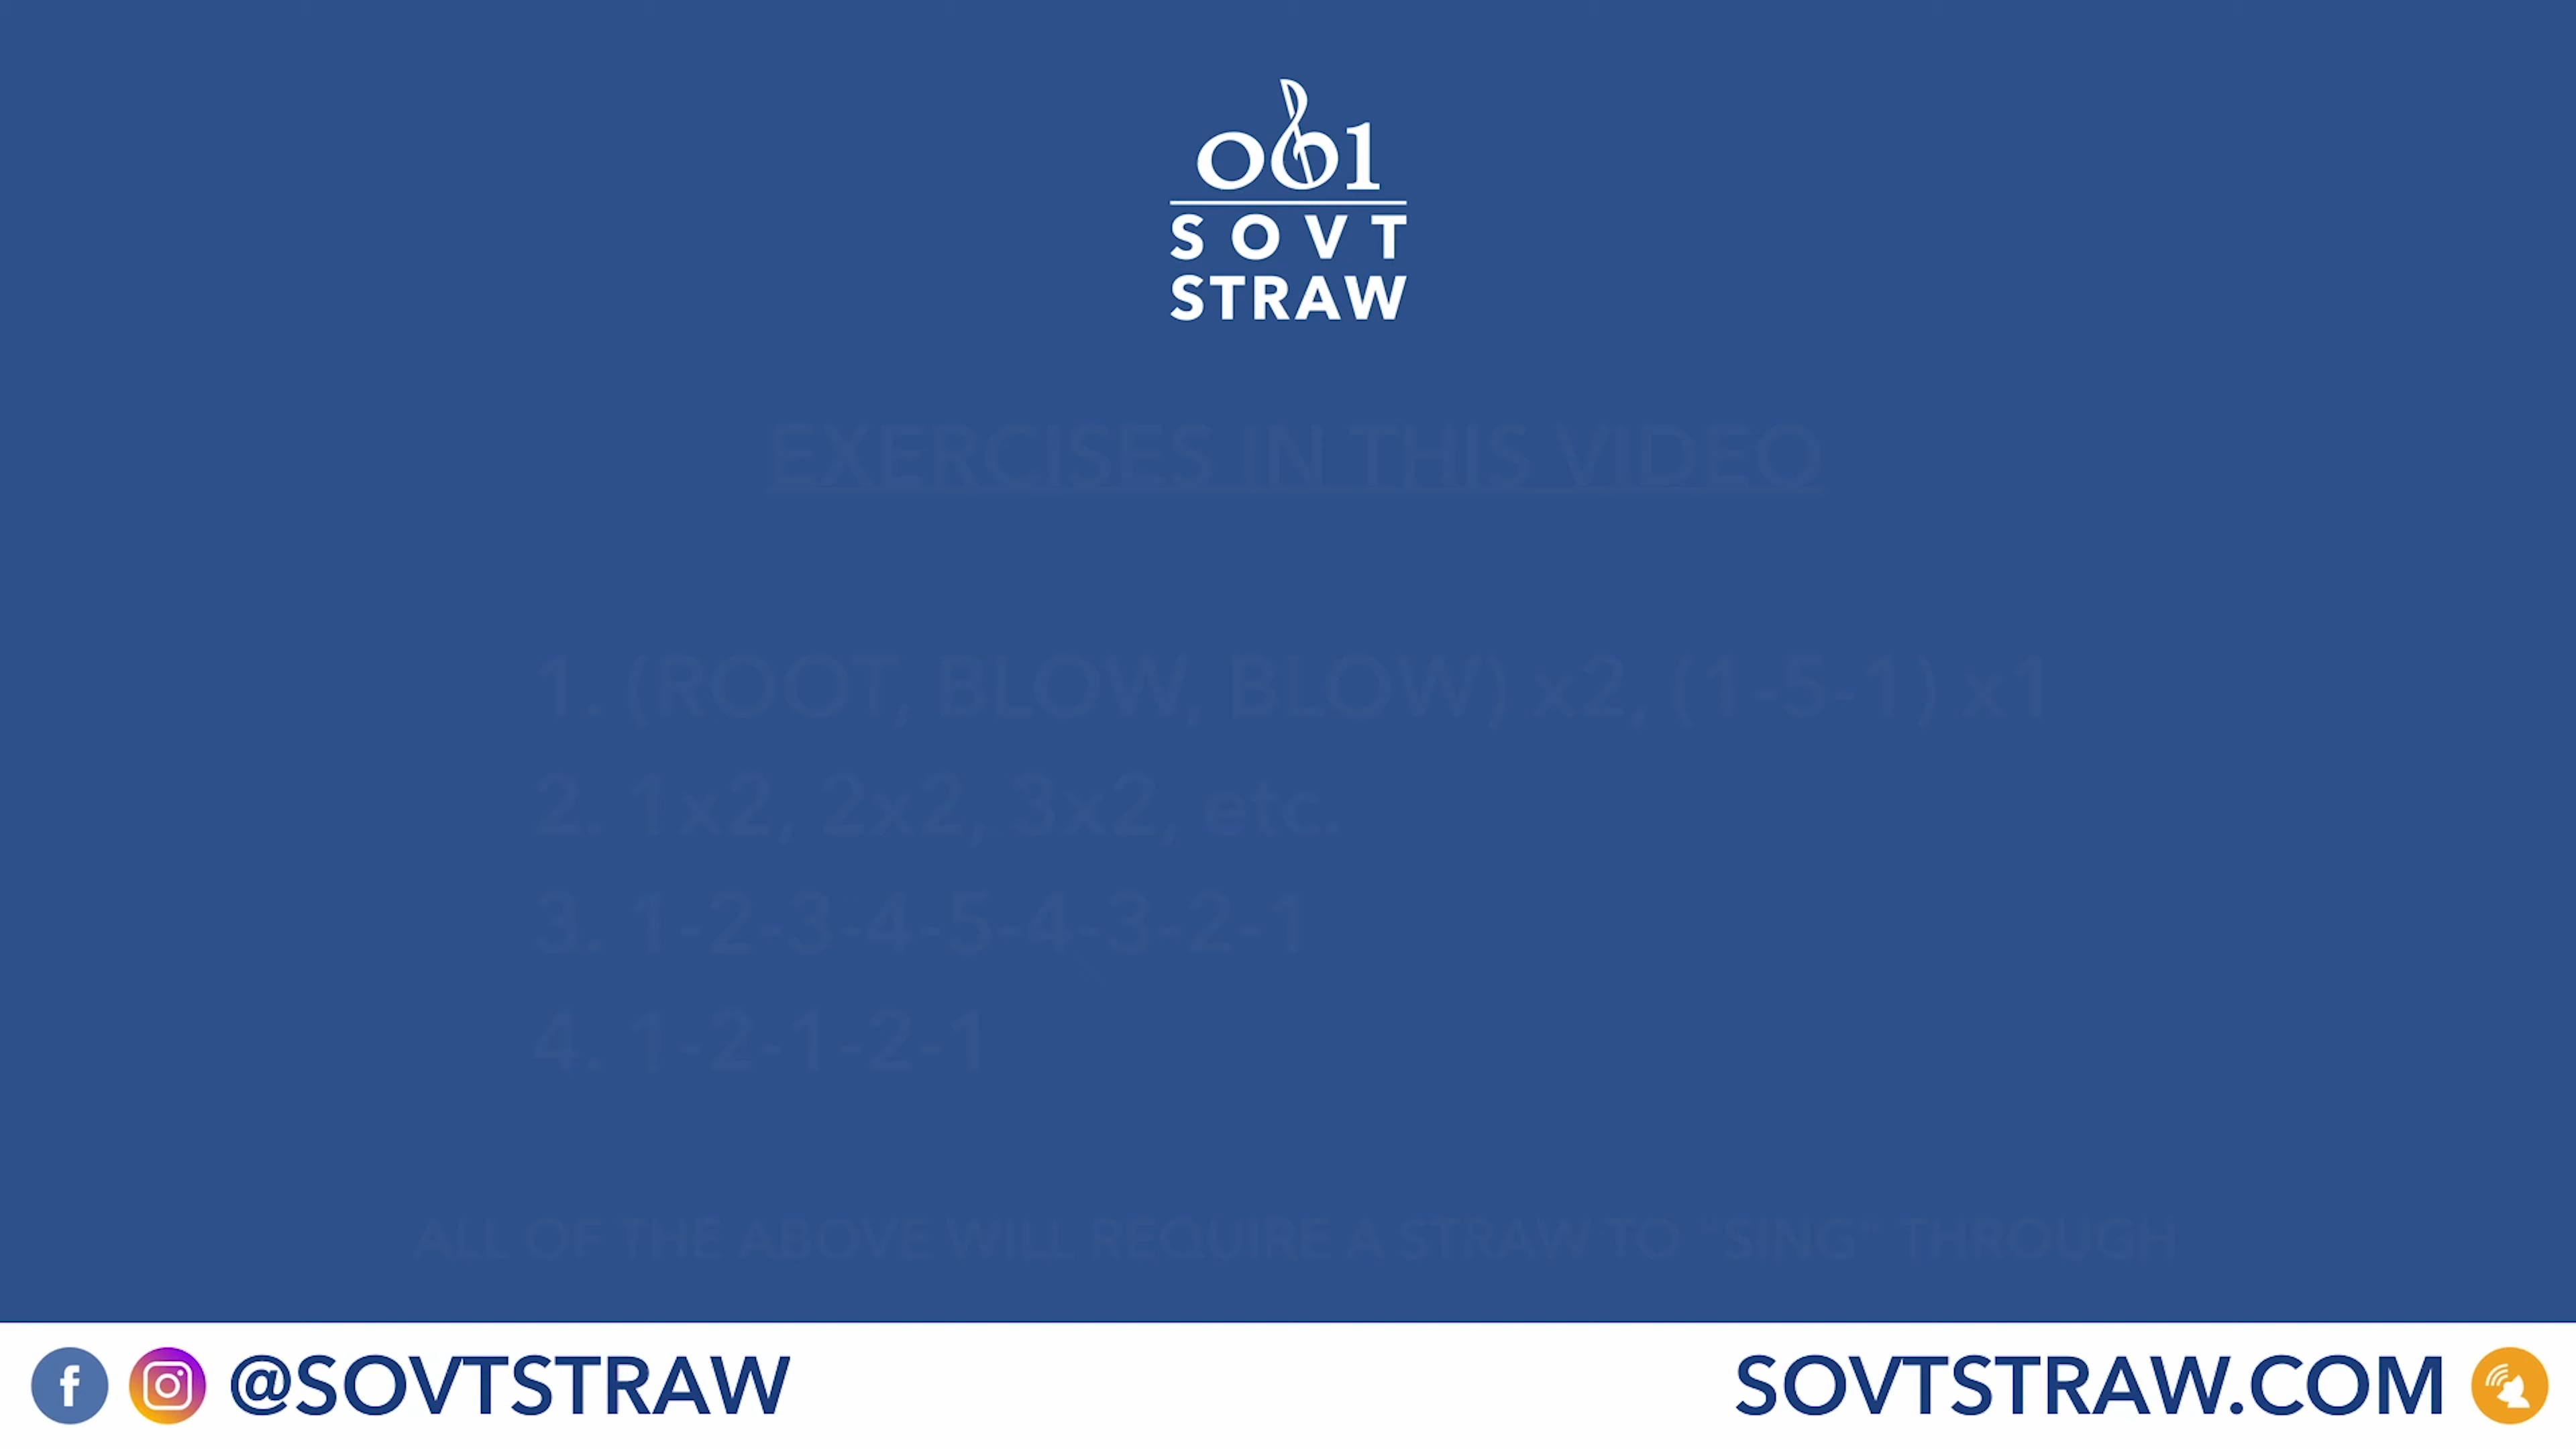 obi
SOVT
STRAW
EXERCISES IN THIS VIDEO
1. (ROOT, BLOW, BLOW) x2, (1-5-1) x1
2. 1x2, 2x2, 3x2, etc.
3. 1-2-3-4-5-4-3-2-1
4. 1-2-1-2-1
ALL OF THE ABOVE WILL REQUIRE A STRAW TO "SING" THROUGH
f @SOVTSTRAW SOVTSTRAW.COM